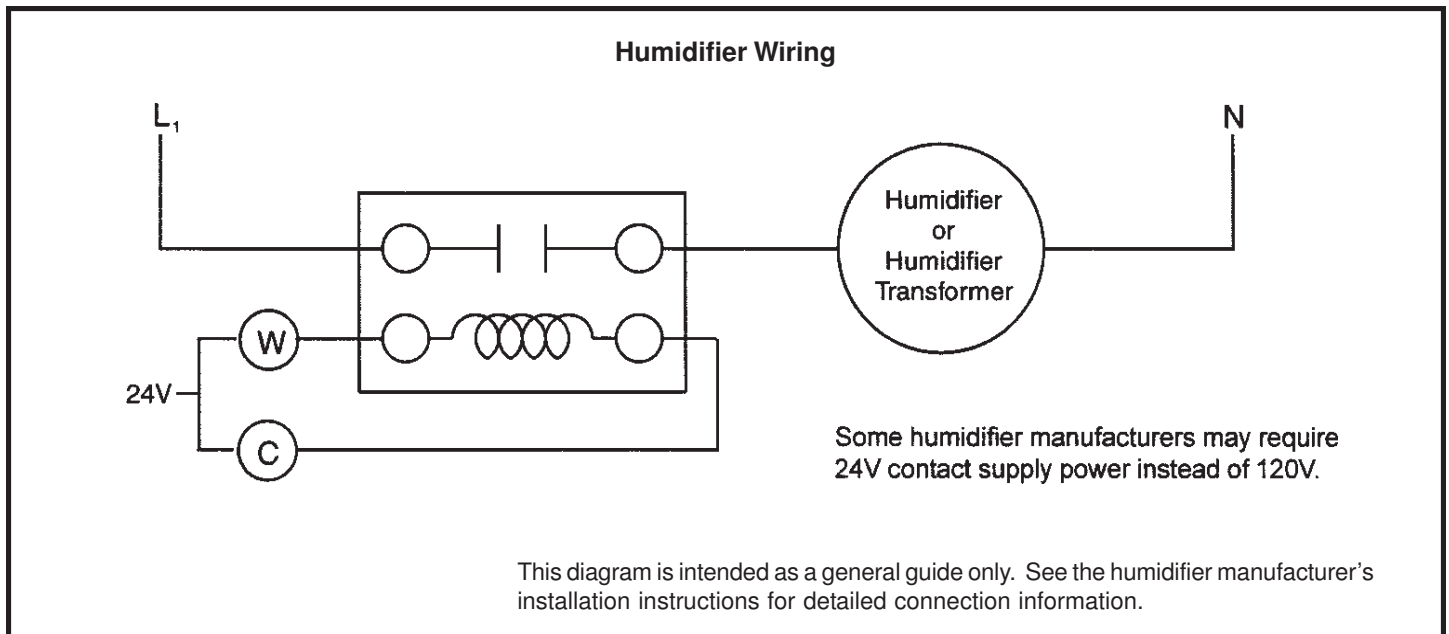 Humidifier Wiring
L₁
N
Humidifier
or
Humidifier
Transformer
W
24V
C
Some humidifier manufacturers may require
24V contact supply power instead of 120V.
This diagram is intended as a general guide only. See the humidifier manufacturer's
installation instructions for detailed connection information.